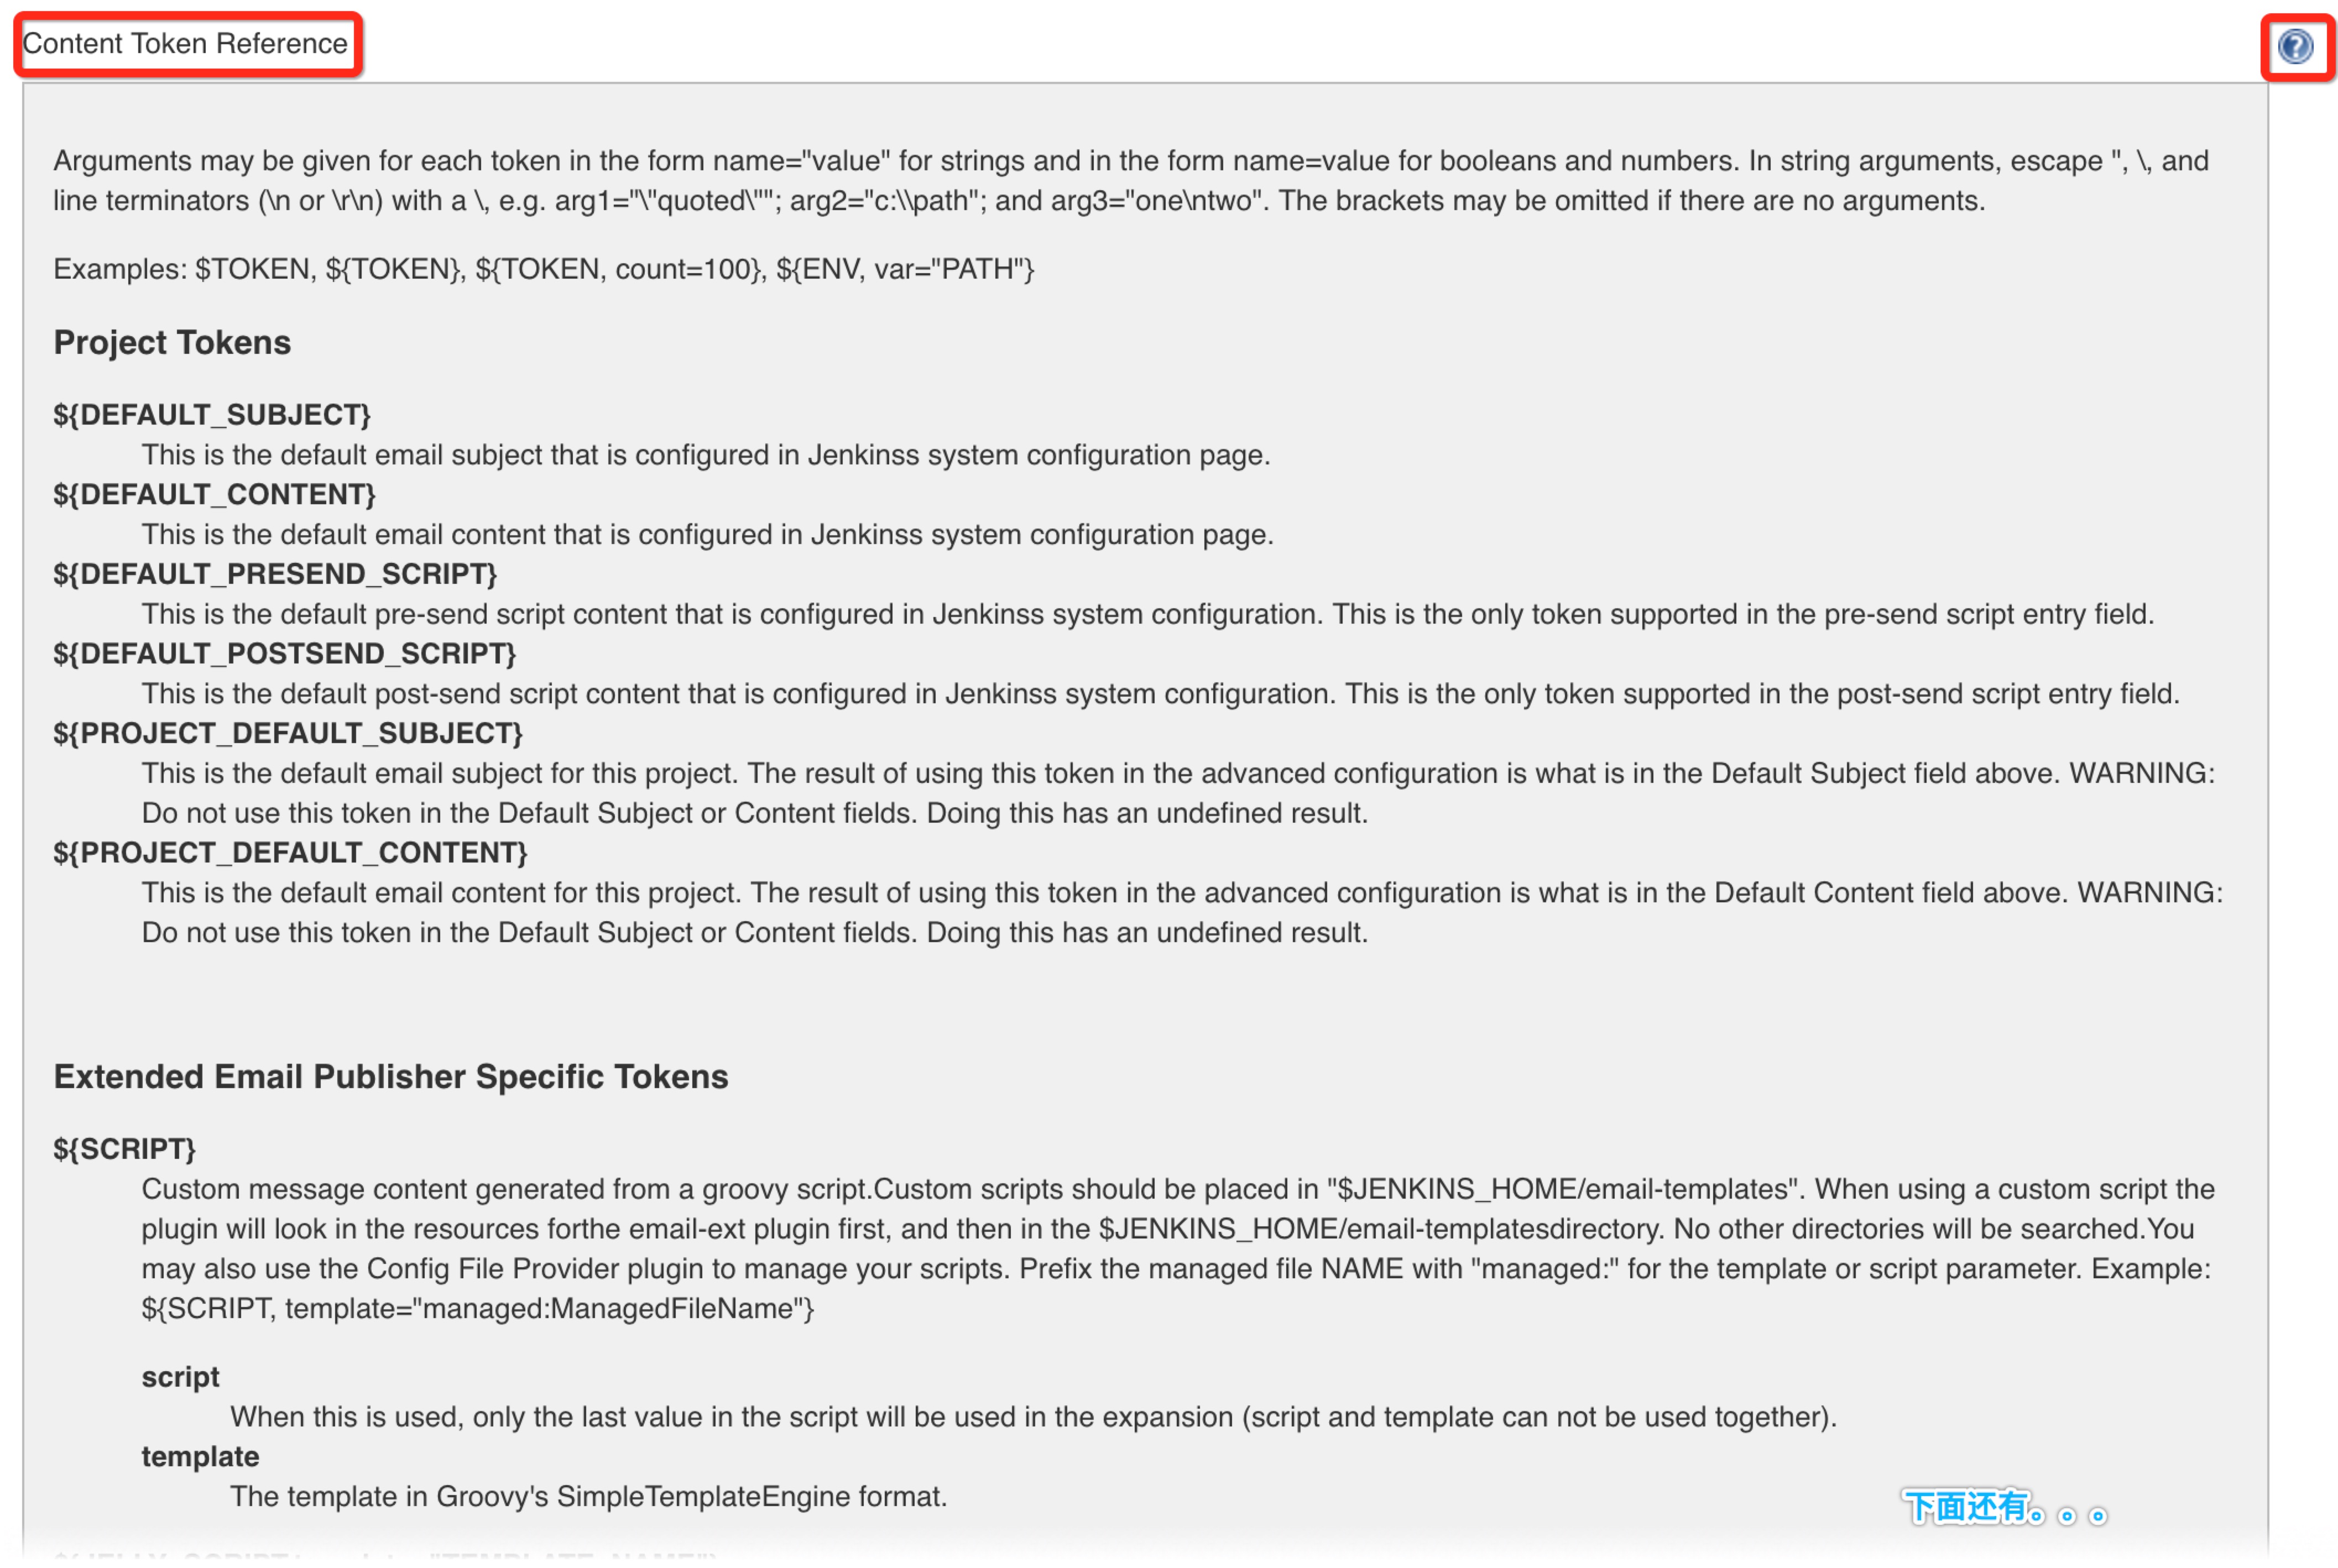 Content Token Reference
Arguments may be given for each token in the form name="value" for strings and in the form name=value for booleans and numbers. In string arguments, escape ", \, and
line terminators (\n or \r\n) with a \, e.g. arg1="\"quoted\""; arg2="c:\\path"; and arg3="one\ntwo". The brackets may be omitted if there are no arguments.
Examples: $TOKEN, ${TOKEN}, ${TOKEN, count=100}, ${ENV, var="PATH"}
Project Tokens
${DEFAULT_SUBJECT}
This is the default email subject that is configured in Jenkinss system configuration page.
${DEFAULT_CONTENT}
This is the default email content that is configured in Jenkinss system configuration page.
${DEFAULT_PRESEND_SCRIPT}
This is the default pre-send script content that is configured in Jenkinss system configuration. This is the only token supported in the pre-send script entry field.
${DEFAULT_POSTSEND_SCRIPT}
This is the default post-send script content that is configured in Jenkinss system configuration. This is the only token supported in the post-send script entry field.
${PROJECT_DEFAULT_SUBJECT}
This is the default email subject for this project. The result of using this token in the advanced configuration is what is in the Default Subject field above. WARNING:
Do not use this token in the Default Subject or Content fields. Doing this has an undefined result.
${PROJECT_DEFAULT_CONTENT}
This is the default email content for this project. The result of using this token in the advanced configuration is what is in the Default Content field above. WARNING:
Do not use this token in the Default Subject or Content fields. Doing this has an undefined result.
Extended Email Publisher Specific Tokens
${SCRIPT}
Custom message content generated from a groovy script.Custom scripts should be placed in "$JENKINS_HOME/email-templates". When using a custom script the
plugin will look in the resources forthe email-ext plugin first, and then in the $JENKINS_HOME/email-templatesdirectory. No other directories will be searched.You
may also use the Config File Provider plugin to manage your scripts. Prefix the managed file NAME with "managed:" for the template or script parameter. Example:
${SCRIPT, template="managed:ManagedFileName"}
script
When this is used, only the last value in the script will be used in the expansion (script and template can not be used together).
template
The template in Groovy's SimpleTemplateEngine format.
下面还有。。。